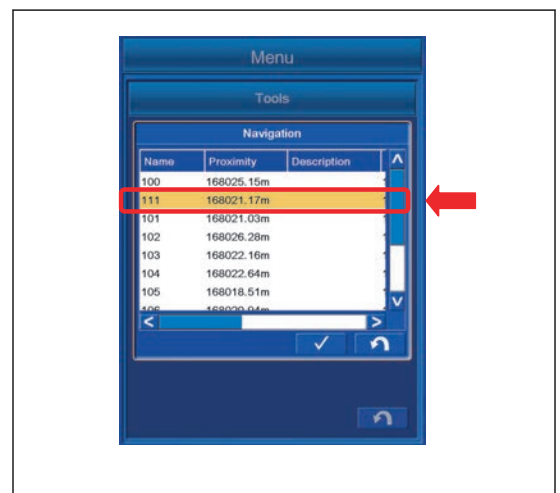 Menu
Tools
Navigation
Name Proximity Description
100 168025.15m
111 168021.17m
101 168021.03m
102 168026.28m
103 168022.16m
104 168022.64m
105 168018.51m